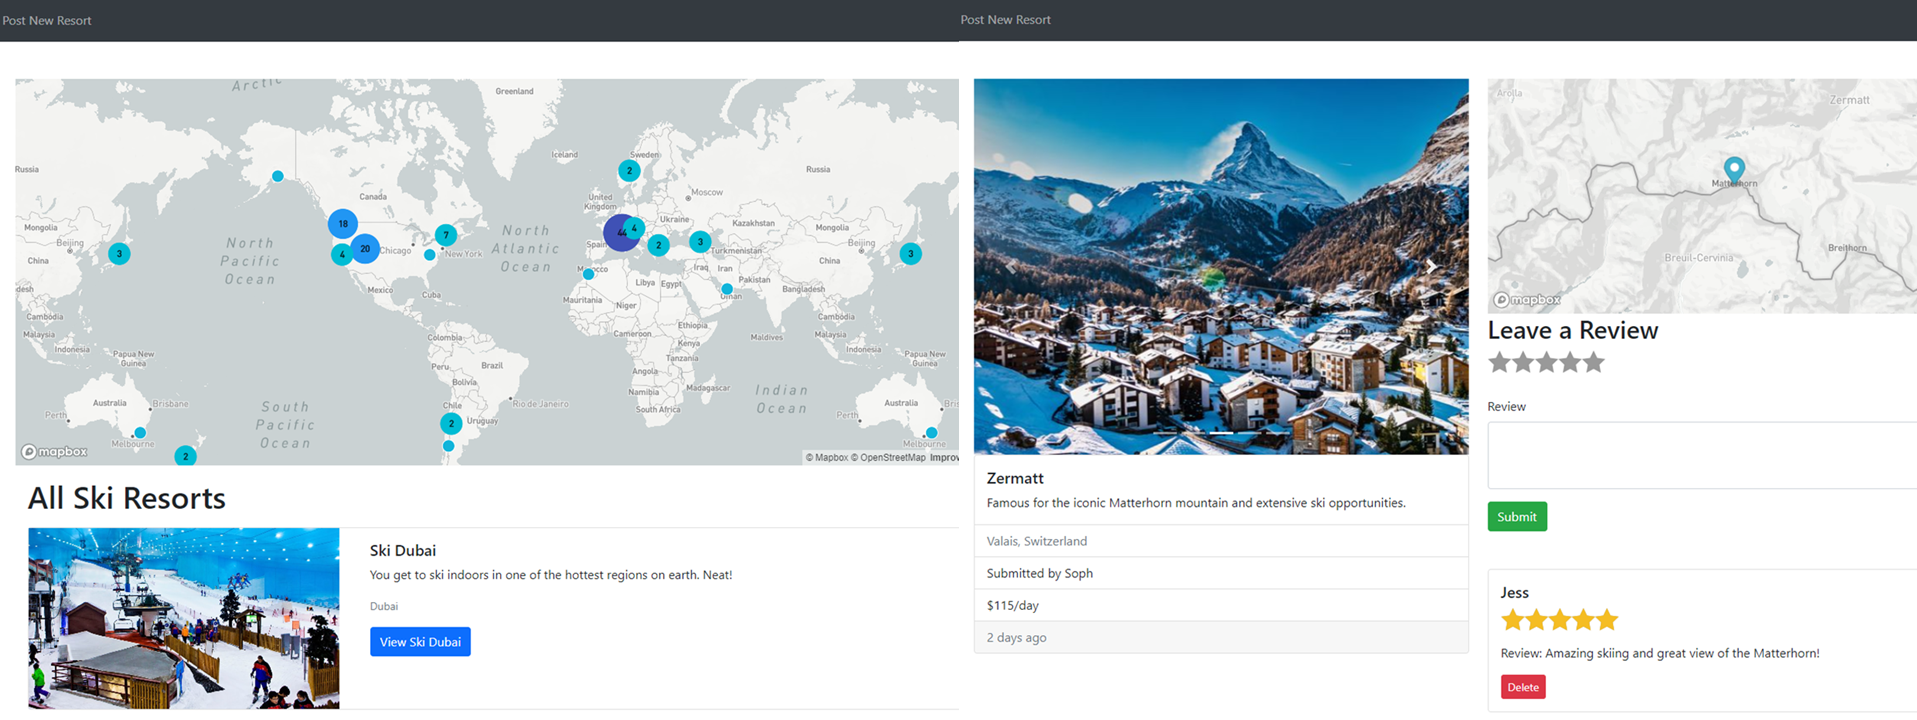 Post New Resort
Arctic
Greenland
Iceland
Sweden
Russia
Canada
United
Kingdom
Moscow
Russia
2
18
20
4
7
44
4
2
3
3
3
Mongolia
Beijing
China
North
Pacific
Ocean
Chicago
New York
North
Atlantic
Ocean
Spain
Ukraine
Kazakhstan
Turkmenistan
Mongolia
Beijing
China
Mexico
Cuba
Morocco
Libya
Egypt
Iraq
Iran
Oman
Pakistan
Bangladesh
desh
Cambodia
Malaysia
Indonesia
Papua New
Guinea
Mauritania
Niger
Cameroon
Ethiopia
Kenya
Tanzania
Angola
Namibia
South Africa
Madagascar
Maldives
Cambodia
Malaysia
Indonesia
Papua New
Guinea
Colombia
Peru
Brazil
Bolivia
Chile
Uruguay
Rio de Janeiro
2
Indian
Ocean
South
Pacific
Ocean
Australia
Brisbane
Perth
Melbourne
2
Australia
Bris
Perth
Melbourne
mapbox
© Mapbox © OpenStreetMap Improv
All Ski Resorts
Ski Dubai
You get to ski indoors in one of the hottest regions on earth. Neat!
Dubai
View Ski Dubai
Post New Resort
Zermatt
Famous for the iconic Matterhorn mountain and extensive ski opportunities.
Valais, Switzerland
Submitted by Soph
$115/day
2 days ago
Arolla
Zermatt
Matterhorn
Breithorn
Breuil-Cervinia
mapbox
Leave a Review
Review
Submit
Jess
Review: Amazing skiing and great view of the Matterhorn!
Delete